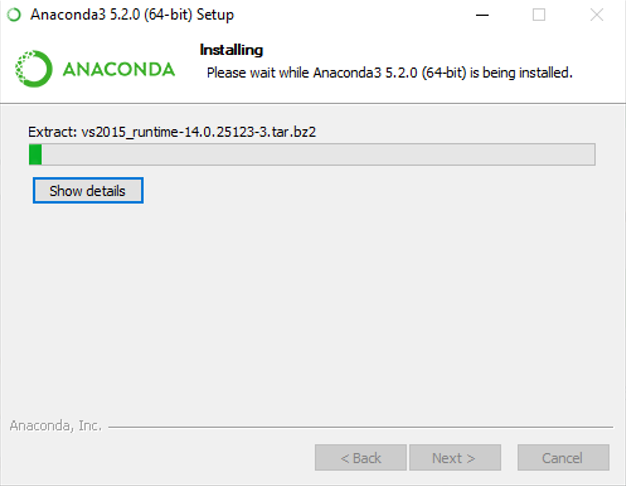 Anaconda3 5.2.0 (64-bit) Setup
ANACONDA
Installing
Please wait while Anaconda3 5.2.0 (64-bit) is being installed.
Extract: vs2015_runtime-14.0.25123-3.tar.bz2
Show details
Anaconda, Inc.
< Back
Next >
Cancel